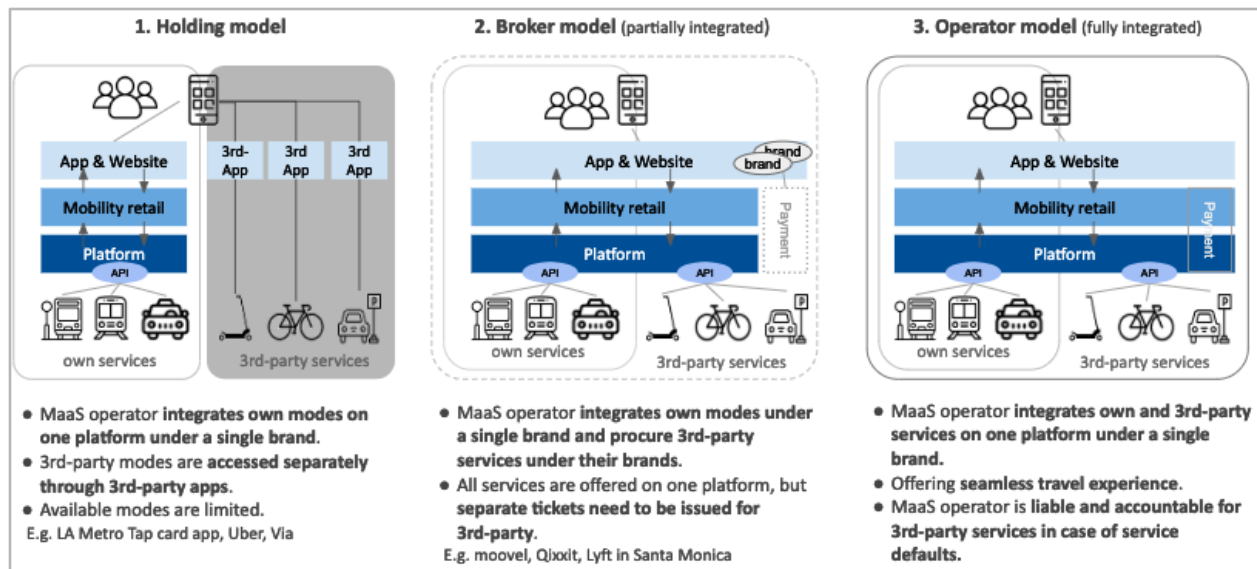 1. Holding model
App & Website
3rd-
App
3rd
App
3rd
App
Mobility retail
Platform
API
P
own services
3rd-party services
● MaaS operator integrates own modes on
one platform under a single brand.
● 3rd-party modes are accessed separately
through 3rd-party apps.
● Available modes are limited.
E.g. LA Metro Tap card app, Uber, Via
2. Broker model (partially integrated)
App & Website
brand
brand
Mobility retail
Payment
Platform
API
API
P
own services
3rd-party services
● MaaS operator integrates own modes under
a single brand and procure 3rd-party
services under their brands.
● All services are offered on one platform, but
separate tickets need to be issued for
3rd-party.
E.g. moovel, Qixxit, Lyft in Santa Monica
3. Operator model (fully integrated)
App & Website
Mobility retail
Payment
Platform
API
API
P
own services
3rd-party services
● MaaS operator integrates own and 3rd-party
services on one platform under a single
brand.
● Offering seamless travel experience.
● MaaS operator is liable and accountable for
3rd-party services in case of service
defaults.